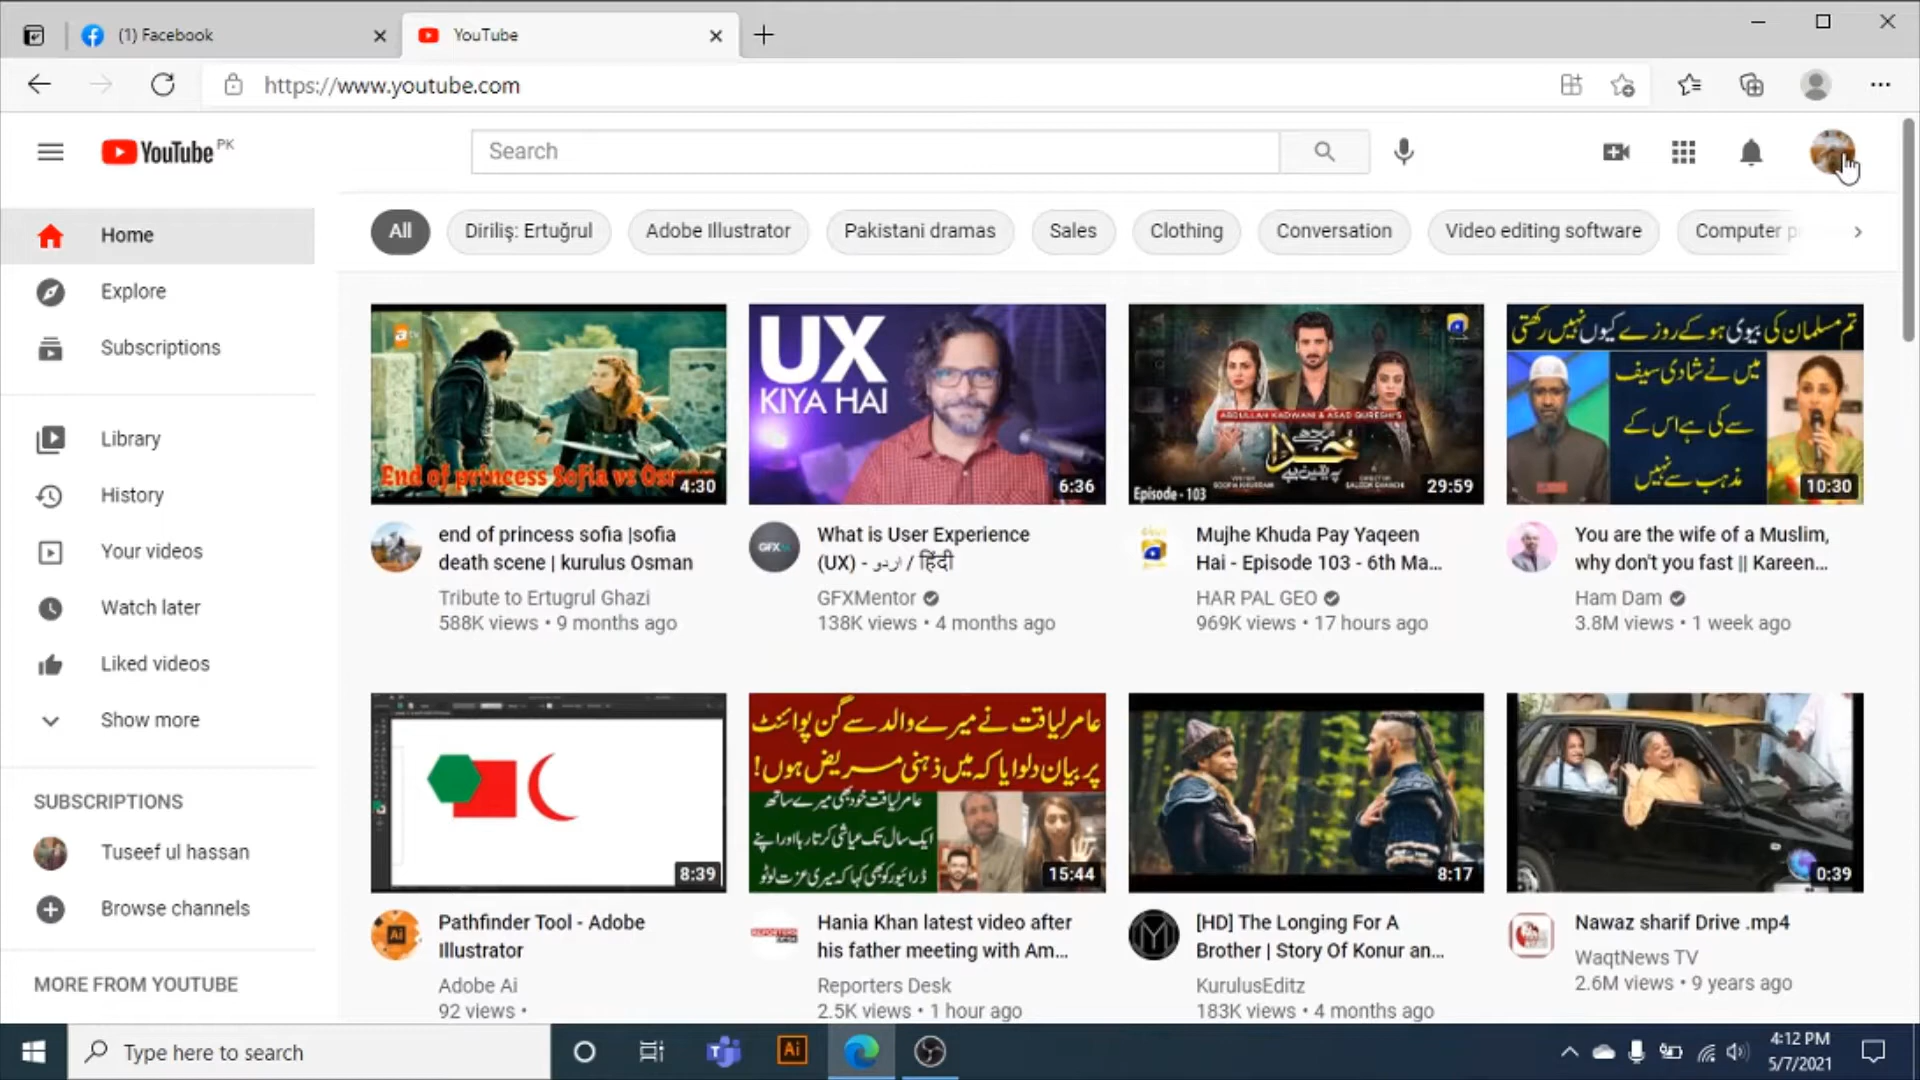 (1) Facebook
YouTube
https://www.youtube.com
YouTube PK
Search
Home
Explore
Subscriptions
Library
History
Your videos
Watch later
Liked videos
Show more
SUBSCRIPTIONS
Tuseef ul hassan
Browse channels
MORE FROM YOUTUBE
All
Diriliş: Ertuğrul
Adobe Illustrator
Pakistani dramas
Sales
Clothing
Conversation
Video editing software
Computer p
atv
End of princess Sofia vs Osman
4:30
end of princess sofia |sofia
death scene | kurulus Osman
Tribute to Ertugrul Ghazi
588K views • 9 months ago
UX
KIYA HAI
6:36
GFX
What is User Experience
(UX) - اردو / हिंदी
GFXMentor
138K views • 4 months ago
ABDULLAH KADWANI & ASAD QURESHI'S
Episode - 103
29:59
Mujhe Khuda Pay Yaqeen
Hai - Episode 103 - 6th Ma...
HAR PAL GEO
969K views • 17 hours ago
تم مسلمان کی بیوی ہو کے روزے کیوں نہیں رکھتی
میں نے شادی سیف
سے کی ہے اس کے
مذہب سے نہیں
10:30
You are the wife of a Muslim,
why don't you fast || Kareen...
Ham Dam
3.8M views • 1 week ago
8:39
Ai
Pathfinder Tool - Adobe
Illustrator
Adobe Ai
92 views •
عامر لیاقت نے میرے والد سے گن پوائنٹ
پر بیان دلوایا کہ میں ذہنی مریض ہوں!
عامر لیاقت خود بھی میرے ساتھ
ایک سال تک عیاشی کرتا رہا اور اپنے
ڈرائیور کو بھی کہا کہ میری عزت لوٹو
15:44
Hania Khan latest video after
his father meeting with Am...
Reporters Desk
2.5K views • 1 hour ago
8:17
[HD] The Longing For A
Brother | Story Of Konur an...
KurulusEditz
183K views • 4 months ago
0:39
Nawaz sharif Drive .mp4
WaqtNews TV
2.6M views • 9 years ago
Type here to search
Ai
4:12 PM
5/7/2021